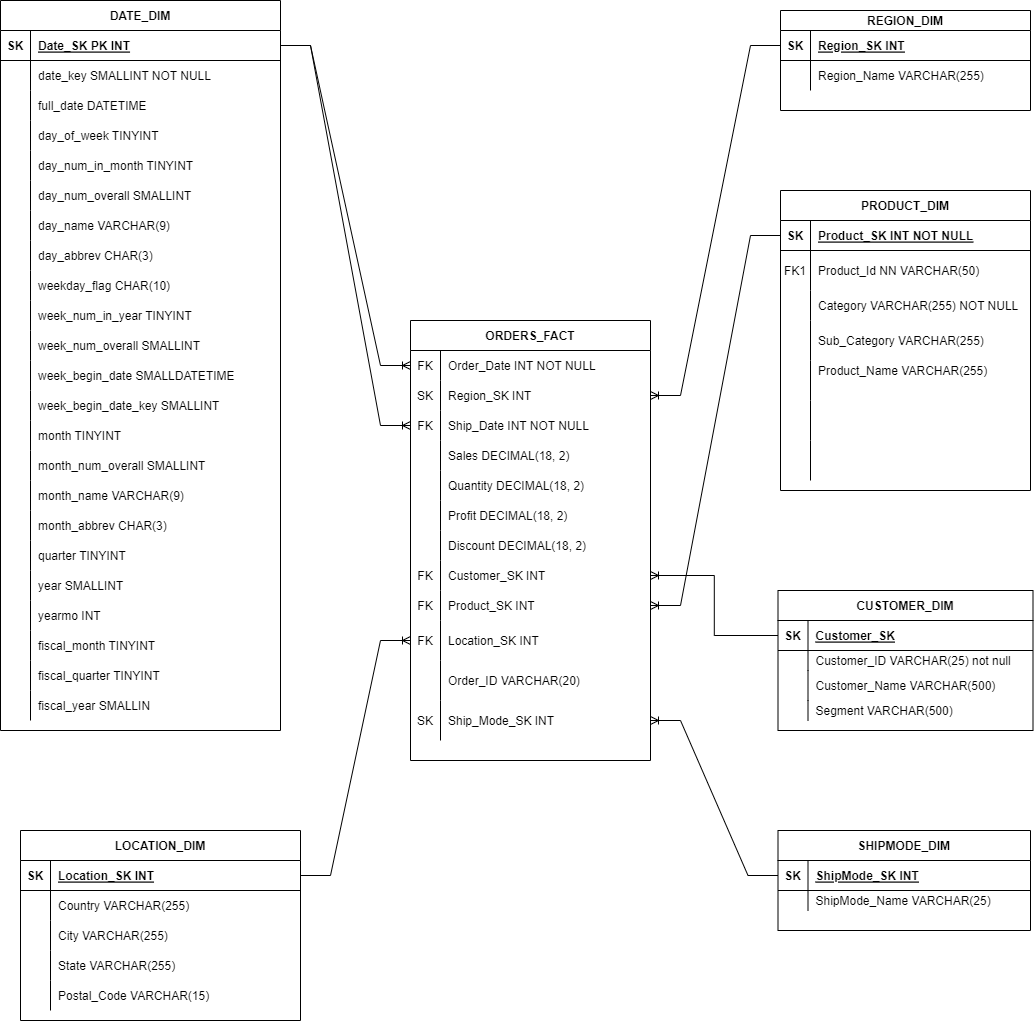 DATE_DIM
SK Date_SK PK INT
date_key SMALLINT NOT NULL
full_date DATETIME
day_of_week TINYINT
day_num_in_month TINYINT
day_num_overall SMALLINT
day_name VARCHAR(9)
day_abbrev CHAR(3)
weekday_flag CHAR(10)
week_num_in_year TINYINT
week_num_overall SMALLINT
week_begin_date SMALLDATETIME
week_begin_date_key SMALLINT
month TINYINT
month_num_overall SMALLINT
month_name VARCHAR(9)
month_abbrev CHAR(3)
quarter TINYINT
year SMALLINT
yearmo INT
fiscal_month TINYINT
fiscal_quarter TINYINT
fiscal_year SMALLIN
LOCATION_DIM
SK Location_SK INT
Country VARCHAR(255)
City VARCHAR(255)
State VARCHAR(255)
Postal_Code VARCHAR(15)
ORDERS_FACT
FK Order_Date INT NOT NULL
SK Region_SK INT
FK Ship_Date INT NOT NULL
Sales DECIMAL(18, 2)
Quantity DECIMAL(18, 2)
Profit DECIMAL(18, 2)
Discount DECIMAL(18, 2)
FK Customer_SK INT
FK Product_SK INT
FK Location_SK INT
Order_ID VARCHAR(20)
SK Ship_Mode_SK INT
REGION_DIM
SK Region_SK INT
Region_Name VARCHAR(255)
PRODUCT_DIM
SK Product_SK INT NOT NULL
FK1 Product_Id NN VARCHAR(50)
Category VARCHAR(255) NOT NULL
Sub_Category VARCHAR(255)
Product_Name VARCHAR(255)
CUSTOMER_DIM
SK Customer_SK
Customer_ID VARCHAR(25) not null
Customer_Name VARCHAR(500)
Segment VARCHAR(500)
SHIPMODE_DIM
SK ShipMode_SK INT
ShipMode_Name VARCHAR(25)